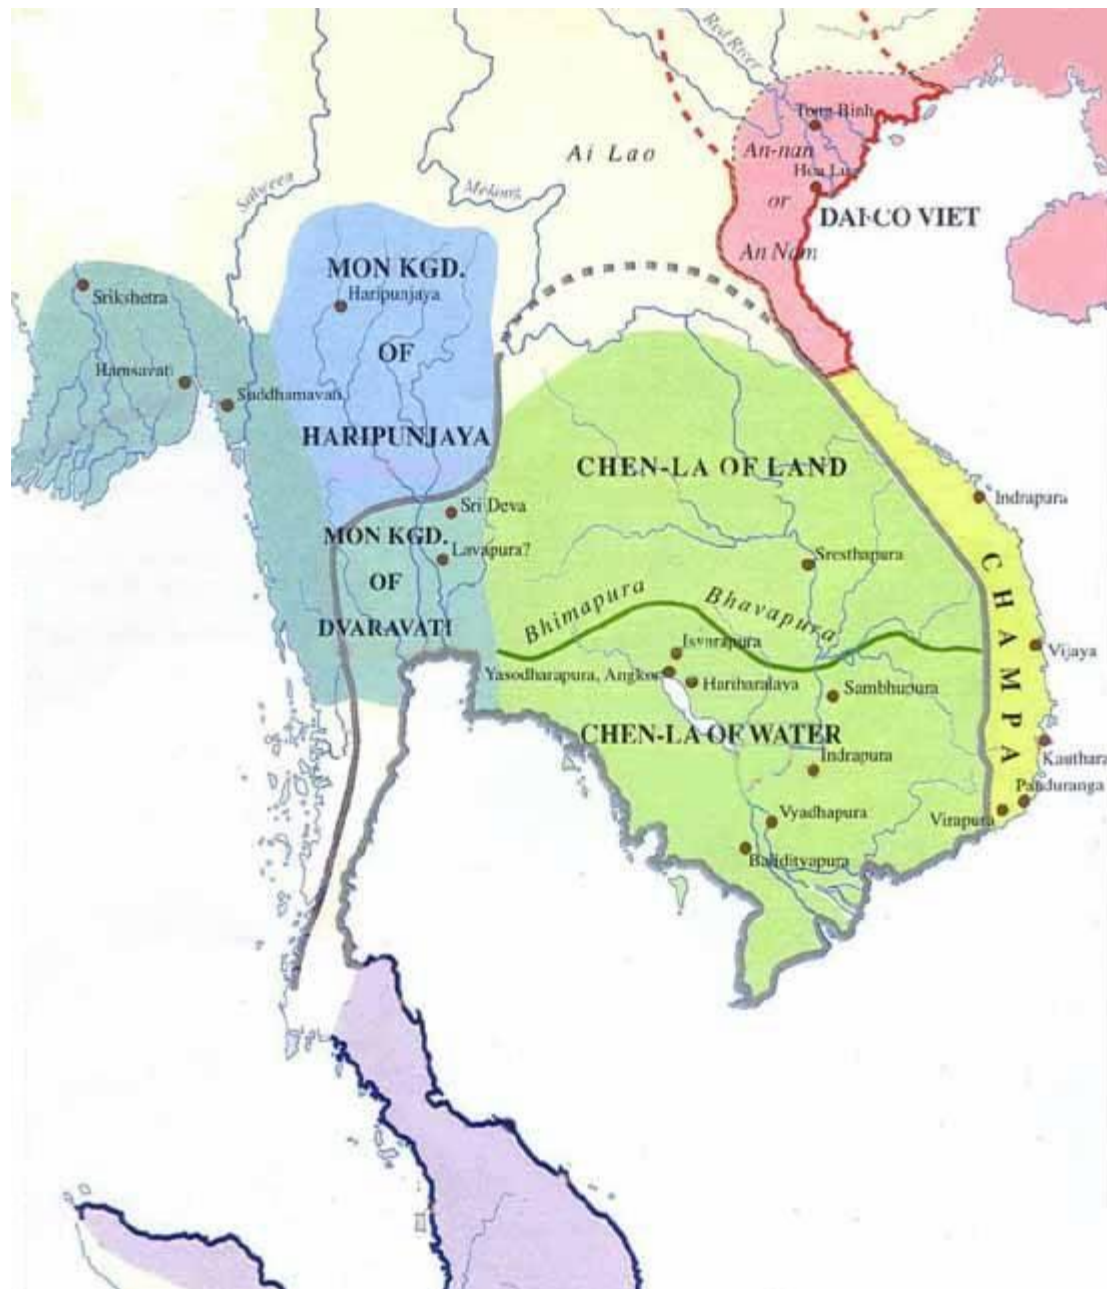 Red River
Tong Binh
Ai Lao
An-nan
Hoa Lu
or
DAI-CO VIET
An Nam
Salween
Mekong
MON KGD.
Haripunjaya
OF
HARIPUNJAYA
Srikshetra
Hamsavati
Suddhamavati
CHEN-LA OF LAND
Sri Deva
MON KGD.
Lavapura?
OF
DVARAVATI
Indrapura
Sresthapura
CHAMPA
Bhimapura
Bhavapura
Isvarapura
Yasodharapura, Angkor
Hariharalaya
Sambhupura
Vijaya
CHEN-LA OF WATER
Indrapura
Kauthara
Panduranga
Virapura
Vyadhapura
Baladityapura